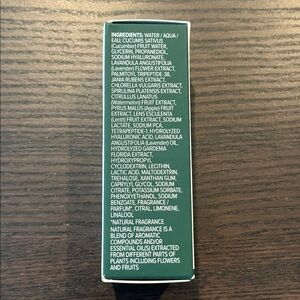 INGREDIENTS: WATER / AQUA /
EAU, CUCUMIS SATIVUS
(Cucumber) FRUIT WATER,
GLYCERIN, PROPANEDIOL,
SODIUM HYALURONATE,
LAVANDULA ANGUSTIFOLIA
(Lavender) FLOWER EXTRACT,
PALMITOYL TRIPEPTIDE-38,
JANIA RUBENS EXTRACT,
CHLORELLA VULGARIS EXTRACT,
SPIRULINA PLATENSIS EXTRACT,
CITRULLUS LANATUS
(Watermelon) FRUIT EXTRACT,
PYRUS MALUS (Apple) FRUIT
EXTRACT, LENS ESCULENTA
(Lentil) FRUIT EXTRACT, SODIUM
LACTATE, SODIUM PCA,
TETRAPEPTIDE-1, HYDROLYZED
HYALURONIC ACID, LAVANDULA
ANGUSTIFOLIA (Lavender) OIL,
HYDROLYZED GARDENIA
FLORIDA EXTRACT,
HYDROXYPROPYL
CYCLODEXTRIN, LECITHIN,
LACTIC ACID, MALTODEXTRIN,
TREHALOSE, XANTHAN GUM,
CAPRYLYL GLYCOL, SODIUM
CITRATE, POTASSIUM SORBATE,
PHENOXYETHANOL, SODIUM
BENZOATE, FRAGRANCE /
PARFUM*, CITRAL, LIMONENE,
LINALOOL
*NATURAL FRAGRANCE
NATURAL FRAGRANCE IS A
BLEND OF AROMATIC
COMPOUNDS AND/OR
ESSENTIAL OIL(S) EXTRACTED
FROM DIFFERENT PARTS OF
PLANTS INCLUDING FLOWERS
AND FRUITS